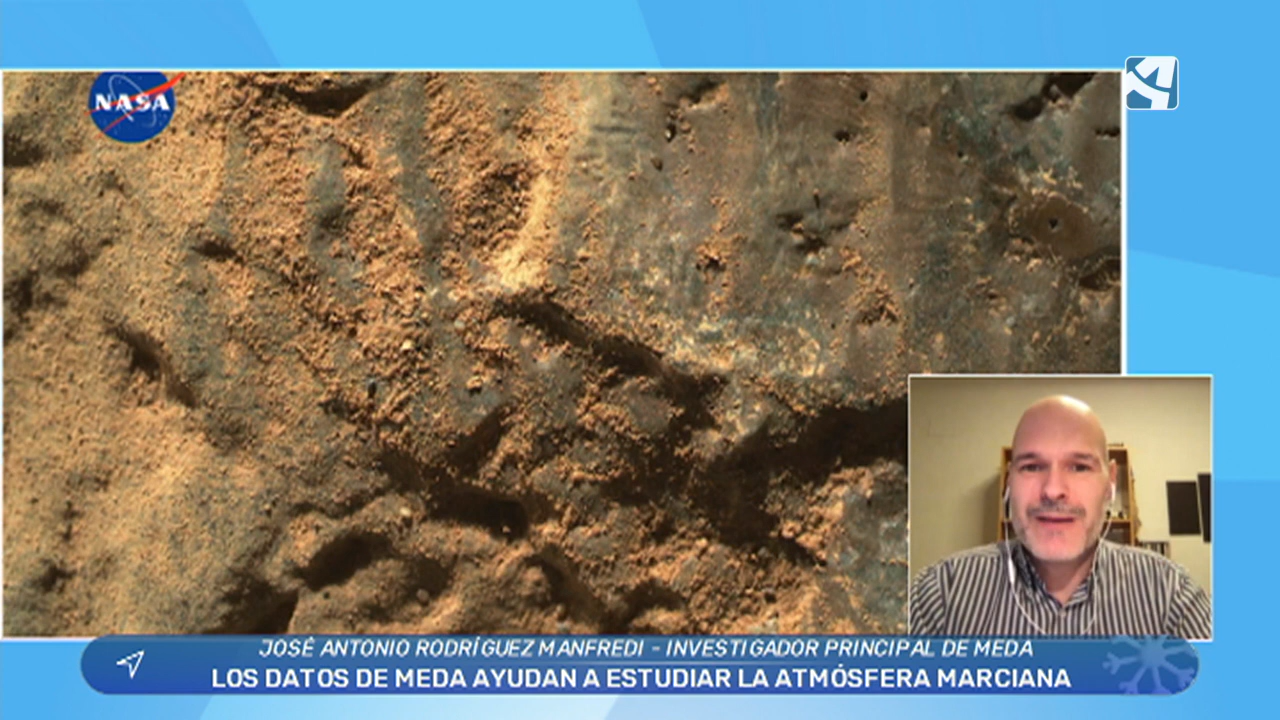 NASA
JOSÉ ANTONIO RODRÍGUEZ MANFREDI - INVESTIGADOR PRINCIPAL DE MEDA
LOS DATOS DE MEDA AYUDAN A ESTUDIAR LA ATMÓSFERA MARCIANA